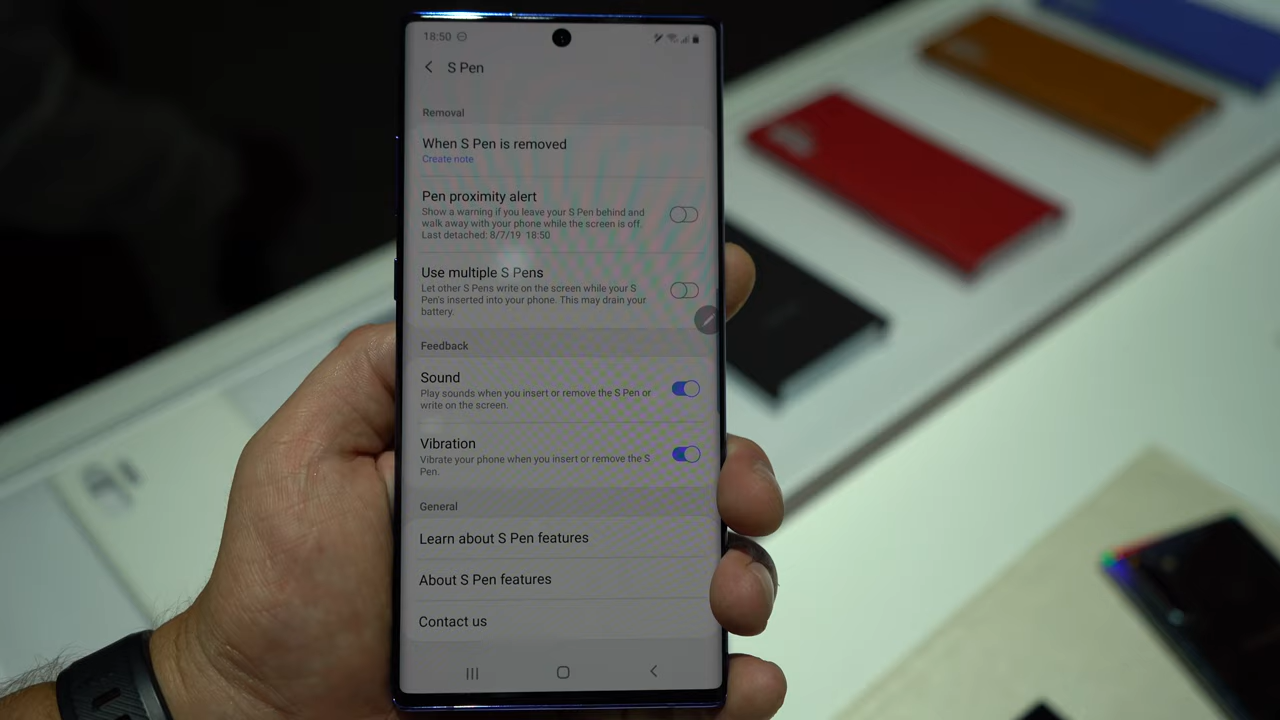 18:50
S Pen
Removal
When S Pen is removed
Create note
Pen proximity alert
Show a warning if you leave your S Pen behind and
walk away with your phone while the screen is off.
Last detached: 8/7/19 18:50
Use multiple S Pens
Let other S Pens write on the screen while your S
Pen's inserted into your phone. This may drain your
battery.
Feedback
Sound
Play sounds when you insert or remove the S Pen or
write on the screen.
Vibration
Vibrate your phone when you insert or remove the S
Pen.
General
Learn about S Pen features
About S Pen features
Contact us